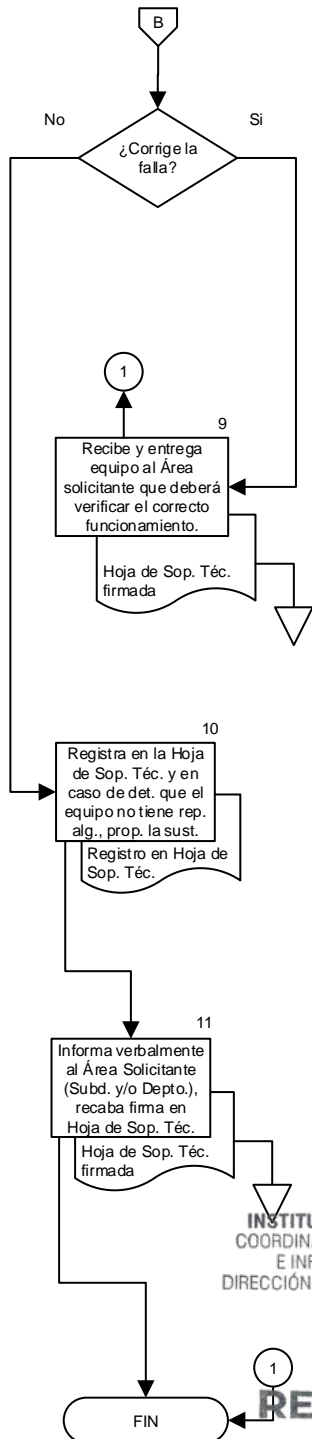 B
No
Si
¿Corrige la
falla?
1
9
Recibe y entrega
equipo al Área
solicitante que deberá
verificar el correcto
funcionamiento.
Hoja de Sop. Téc.
firmada
10
Registra en la Hoja
de Sop. Téc. y en
caso de det. que el
equipo no tiene rep.
alg., prop. la sust.
Registro en Hoja de
Sop. Téc.
11
Informa verbalmente
al Área Solicitante
(Subd. y/o Depto.),
recaba firma en
Hoja de Sop. Téc.
Hoja de Sop. Téc.
firmada
DIRECCIÓN
1
FIN